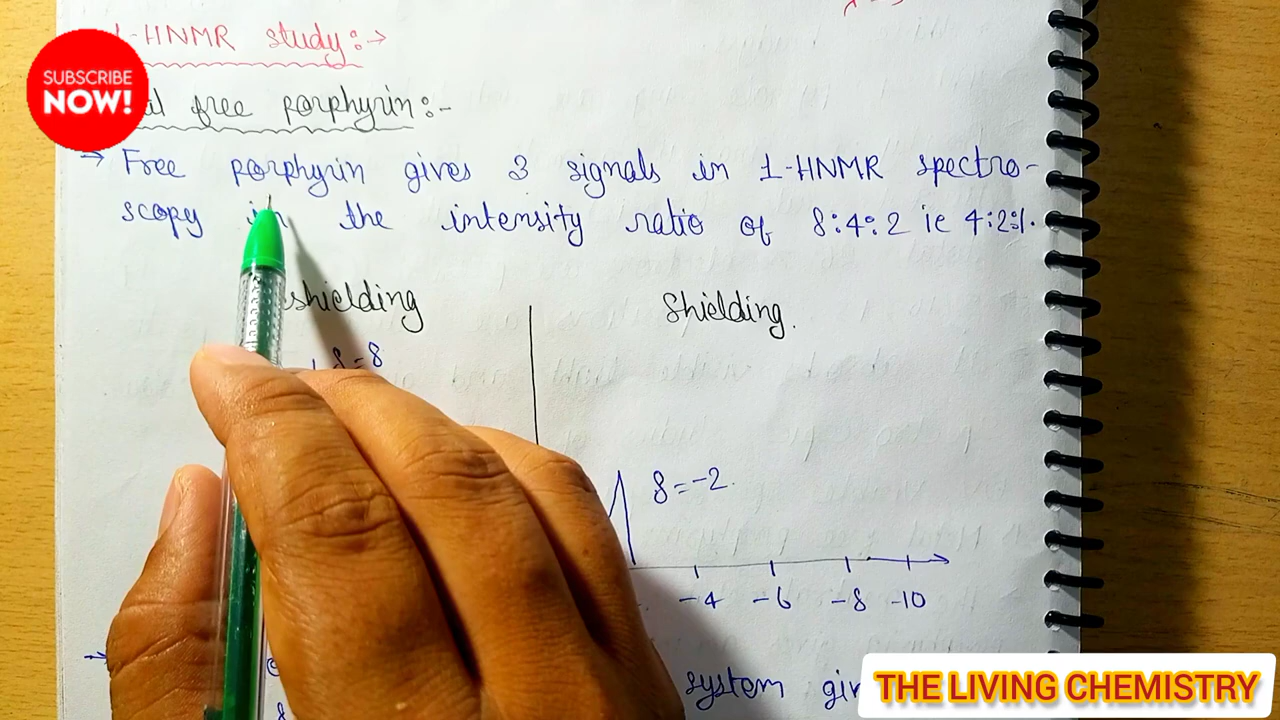 1-HNMR study:→
SUBSCRIBE
NOW!
free porphyrin:-
→ Free porphyrin gives 3 signals in 1-HNMR spectro-
scopy in the intensity ratio of 8:4:2 ie 4:2:1.
shielding
Shielding.
δ=8
δ=-2.
-4 -6 -8 -10
system
THE LIVING CHEMISTRY